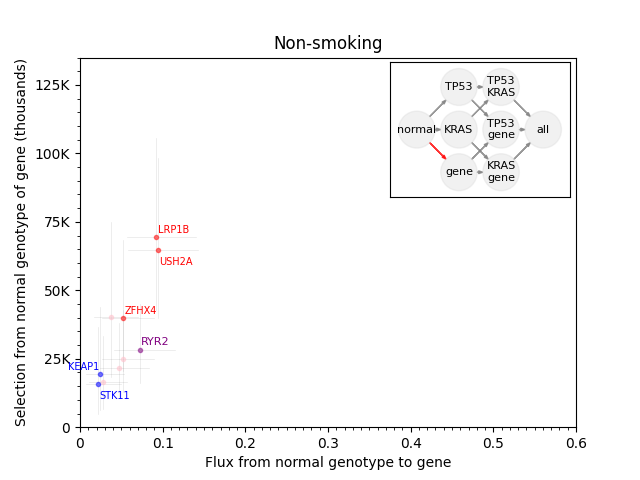 Non-smoking
Selection from normal genotype of gene (thousands)
125K
100K
75K
50K
25K
0
TP53
TP53
KRAS
normal
KRAS
TP53
gene
all
gene
KRAS
gene
LRP1B
USH2A
ZFHX4
RYR2
KEAP1
STK11
0
0.1
0.2
0.3
0.4
0.5
0.6
Flux from normal genotype to gene